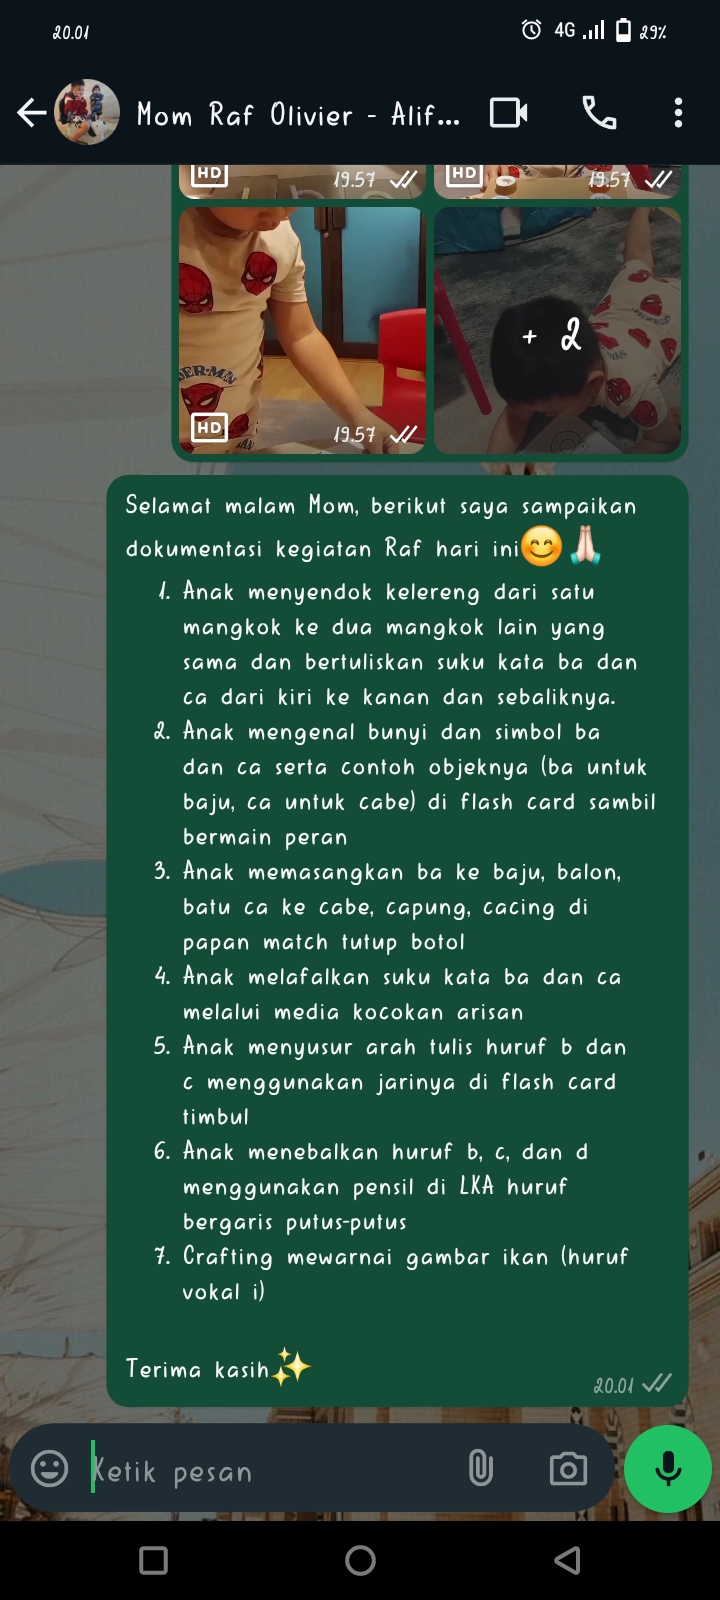 20.01 4G 29%
Mom Raf Olivier - Alif...
HD 19.57 HD 19.57
DER-MAN
+ 2
HD 19.57
Selamat malam Mom, berikut saya sampaikan
dokumentasi kegiatan Raf hari ini😊🙏🏻
1. Anak menyendok kelereng dari satu
mangkok ke dua mangkok lain yang
sama dan bertuliskan suku kata ba dan
ca dari kiri ke kanan dan sebaliknya.
2. Anak mengenal bunyi dan simbol ba
dan ca serta contoh objeknya (ba untuk
baju, ca untuk cabe) di flash card sambil
bermain peran
3. Anak memasangkan ba ke baju, balon,
batu ca ke cabe, capung, cacing di
papan match tutup botol
4. Anak melafalkan suku kata ba dan ca
melalui media kocokan arisan
5. Anak menyusur arah tulis huruf b dan
c menggunakan jarinya di flash card
timbul
6. Anak menebalkan huruf b, c, dan d
menggunakan pensil di LKA huruf
bergaris putus-putus
7. Crafting mewarnai gambar ikan (huruf
vokal i)
Terima kasih✨
20.01
Ketik pesan